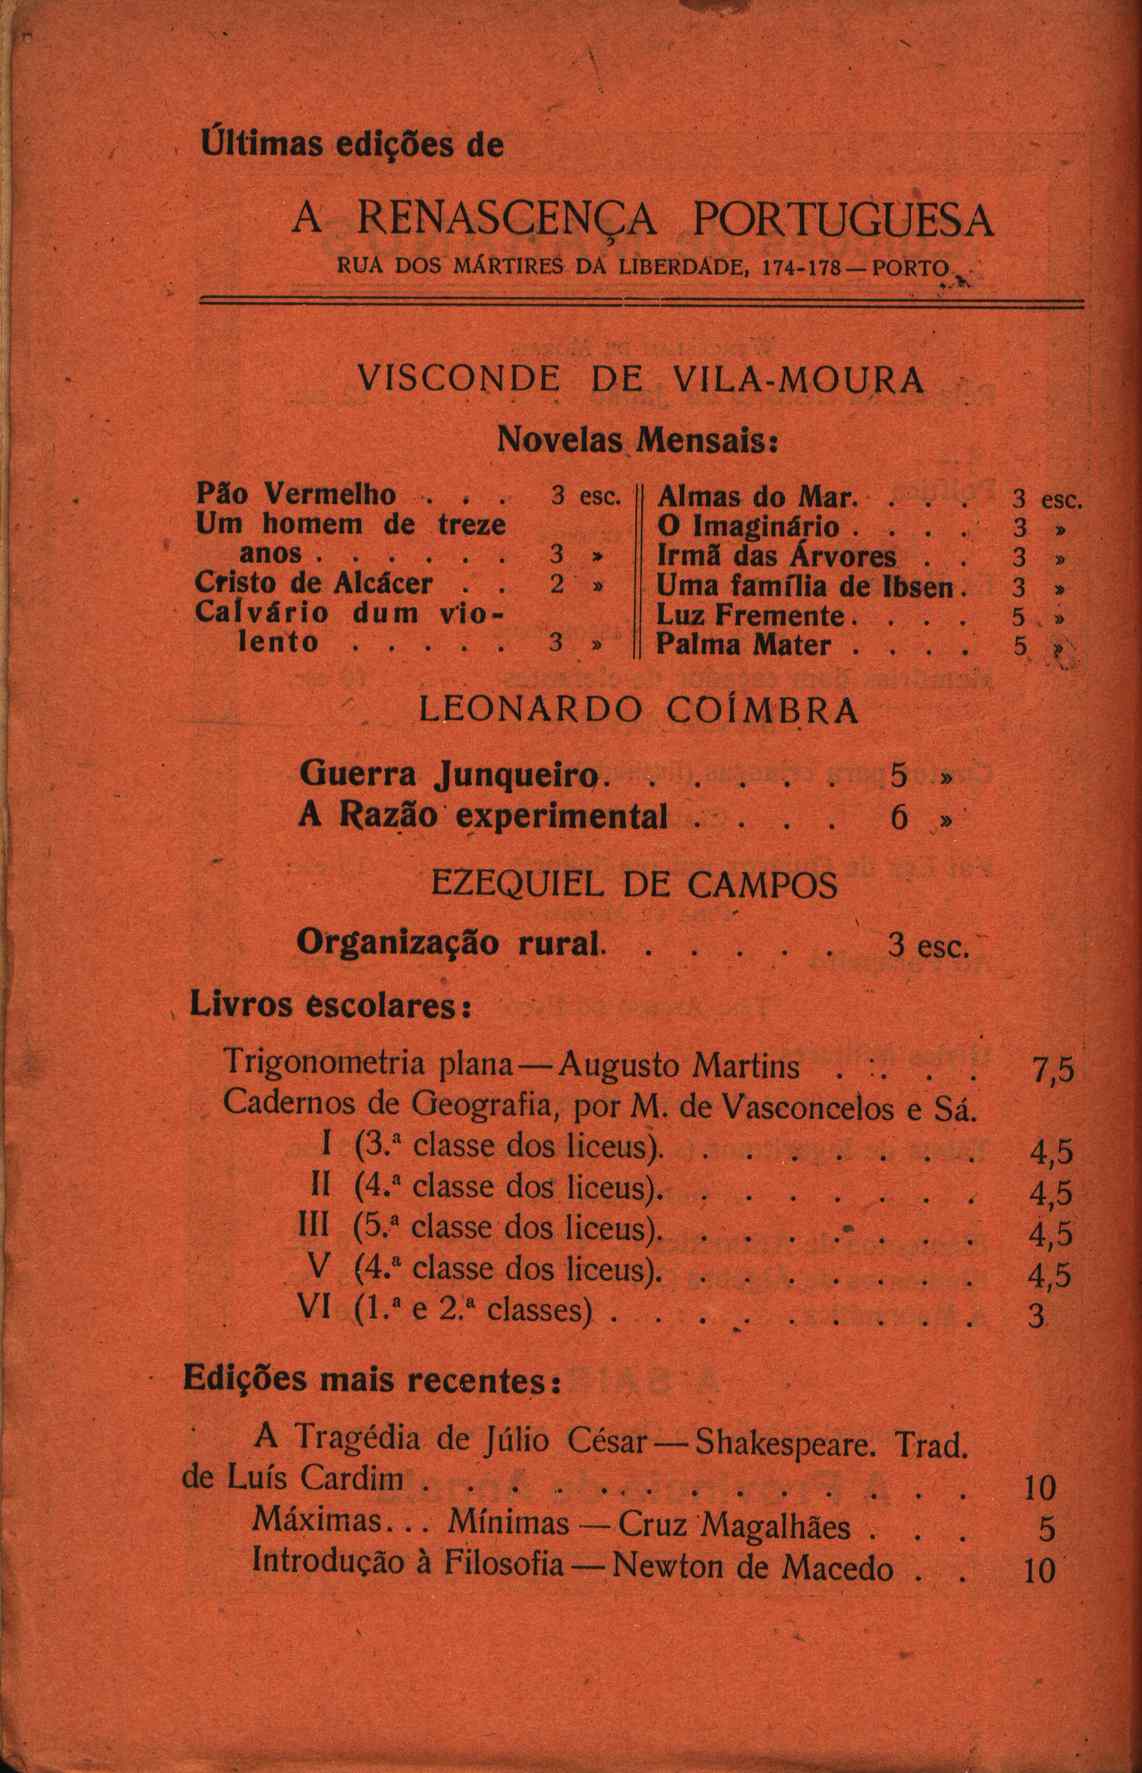 Últimas edições de
A RENASCENÇA PORTUGUESA
RUA DOS MÁRTIRES DA LIBERDADE, 174-178 — PORTO
VISCONDE DE VILA-MOURA
Novelas Mensais:
Pão Vermelho . . . 3 esc.
Um homem de treze
anos . . . . . . 3 »
Cristo de Alcácer . . 2 »
Calvário dum vio-
lento . . . . . 3 »
Almas do Mar. . . . 3 esc.
O Imaginário . . . . 3 »
Irmã das Árvores . . 3 »
Uma família de Ibsen . 3 »
Luz Fremente . . . . 5 »
Palma Mater . . . . 5 »
LEONARDO COÍMBRA
Guerra Junqueiro. . . . . . 5 »
A Razão experimental . . . . 6 »
EZEQUIEL DE CAMPOS
Organização rural. . . . . . 3 esc.
Livros escolares:
Trigonometria plana — Augusto Martins . . . . 7,5
Cadernos de Geografia, por M. de Vasconcelos e Sá.
I (3.ª classe dos liceus). . . . . . . . 4,5
II (4.ª classe dos liceus). . . . . . . . 4,5
III (5.ª classe dos liceus). . . . . . . . 4,5
V (4.ª classe dos liceus). . . . . . . . 4,5
VI (1.ª e 2.ª classes) . . . . . . . . . 3
Edições mais recentes:
A Tragédia de Júlio César — Shakespeare. Trad.
de Luís Cardim . . . . . . . . . . . . . 10
Máximas... Mínimas — Cruz Magalhães . . . 5
Introdução à Filosofia — Newton de Macedo . . 10